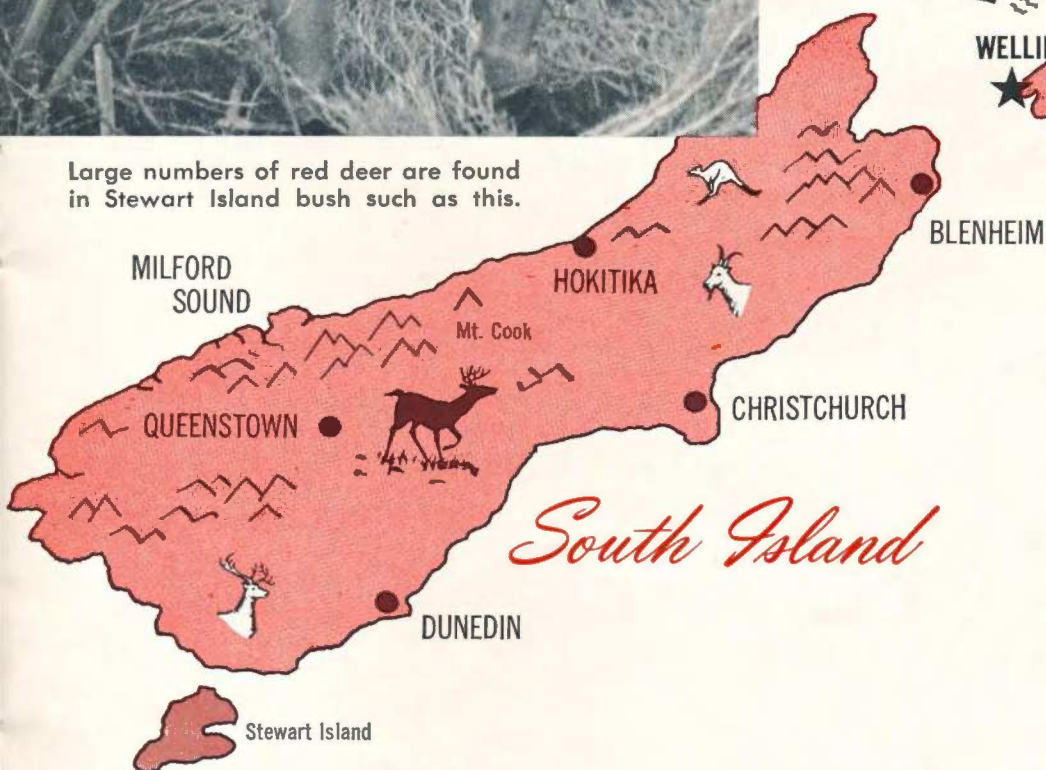 WELLI
Large numbers of red deer are found
in Stewart Island bush such as this.
BLENHEIM
MILFORD
SOUND
HOKITIKA
Mt. Cook
QUEENSTOWN
CHRISTCHURCH
South Island
DUNEDIN
Stewart Island